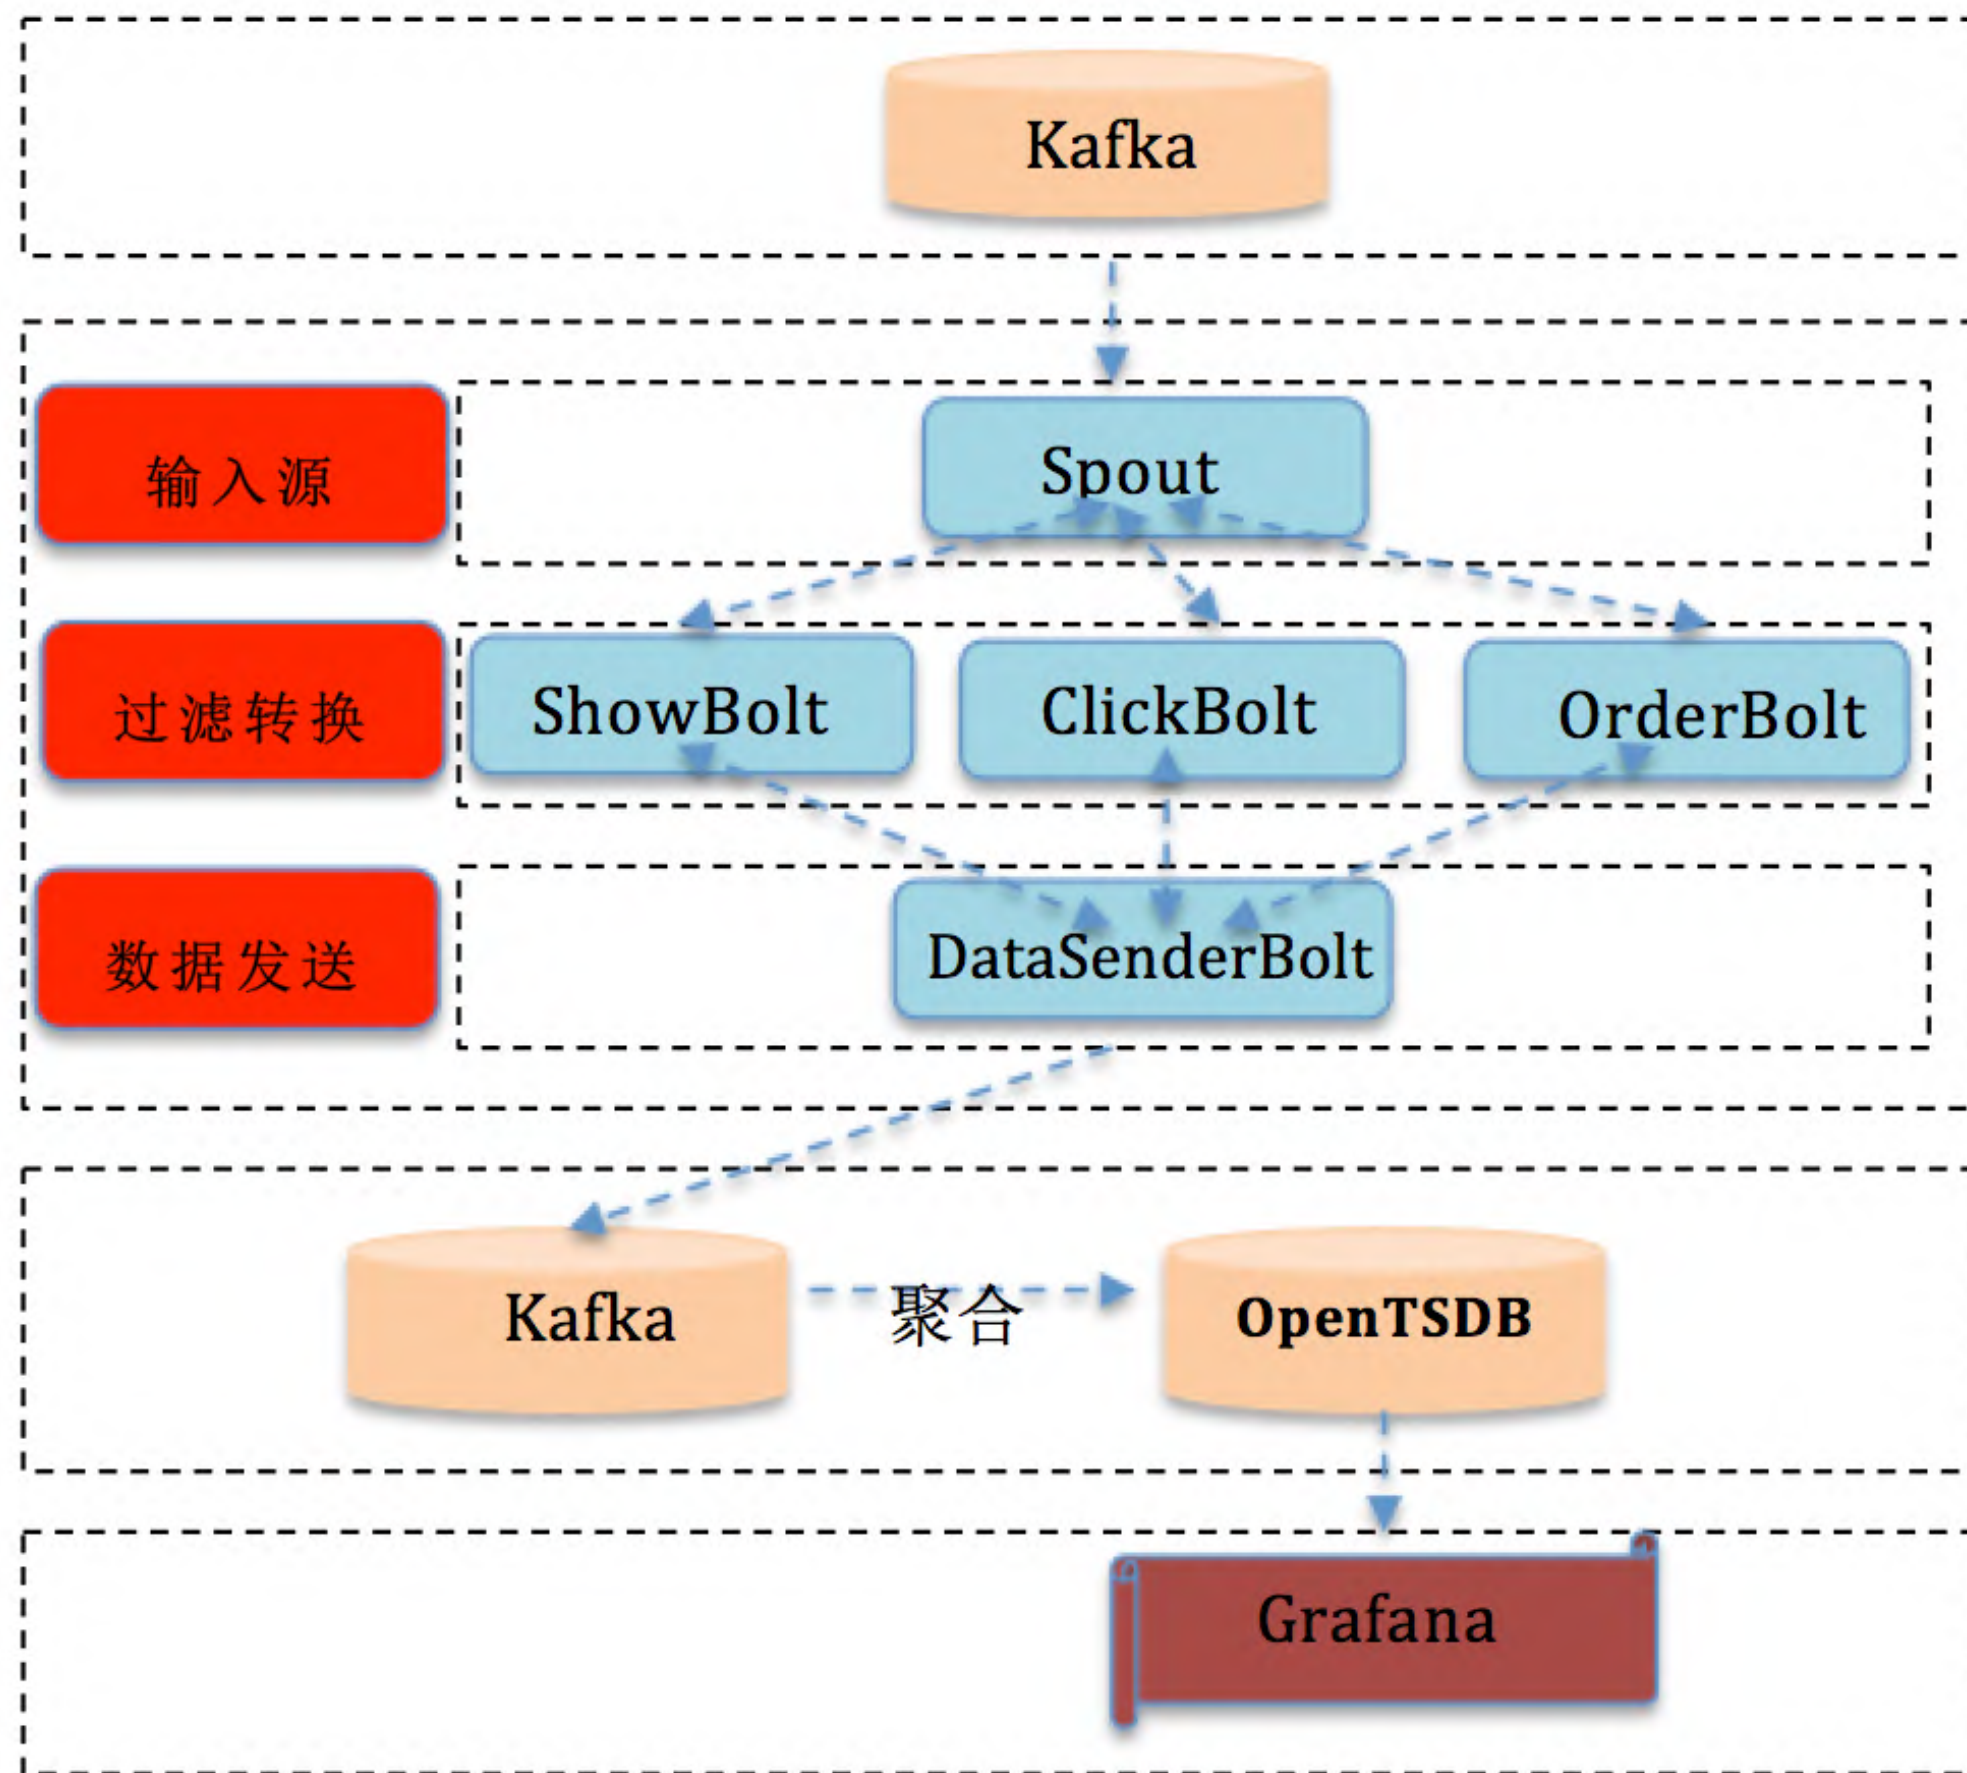 Kafka
输入源
Spout
过滤转换
ShowBolt
ClickBolt
OrderBolt
数据发送
DataSenderBolt
Kafka
聚合
OpenTSDB
Grafana